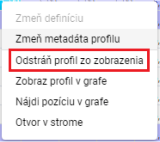 Zmeň definíciu
Zmeň metadáta profilu
Odstráň profil zo zobrazenia
Zobraz profil v grafe
Nájdi pozíciu v grafe
Otvor v strome